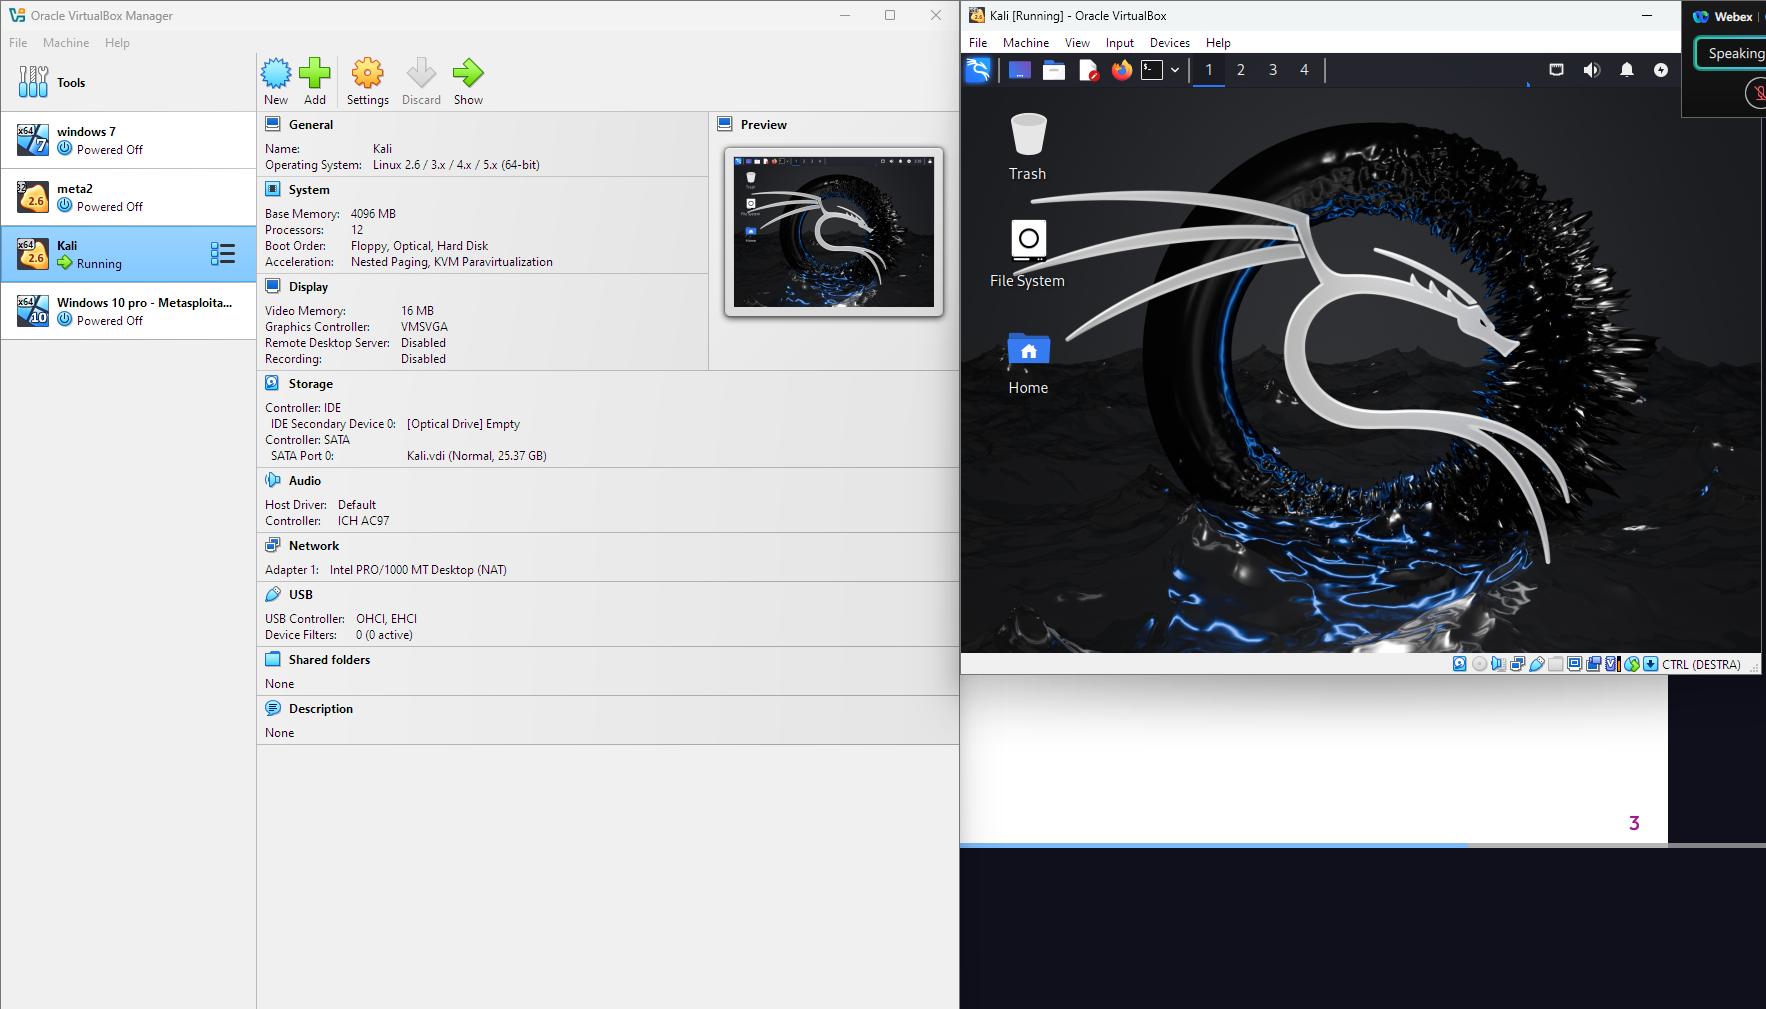 Oracle VirtualBox Manager
File Machine Help
Tools
New Add Settings Discard Show
windows 7
Powered Off
meta2
Powered Off
Kali
Running
Windows 10 pro - Metasploita...
Powered Off
General
Name: Kali
Operating System: Linux 2.6 / 3.x / 4.x / 5.x (64-bit)
System
Base Memory: 4096 MB
Processors: 12
Boot Order: Floppy, Optical, Hard Disk
Acceleration: Nested Paging, KVM Paravirtualization
Display
Video Memory: 16 MB
Graphics Controller: VMSVGA
Remote Desktop Server: Disabled
Recording: Disabled
Storage
Controller: IDE
IDE Secondary Device 0: [Optical Drive] Empty
Controller: SATA
SATA Port 0: Kali.vdi (Normal, 25.37 GB)
Audio
Host Driver: Default
Controller: ICH AC97
Network
Adapter 1: Intel PRO/1000 MT Desktop (NAT)
USB
USB Controller: OHCI, EHCI
Device Filters: 0 (0 active)
Shared folders
None
Description
None
Preview
Kali [Running] - Oracle VirtualBox
File Machine View Input Devices Help
1 2 3 4
Trash
File System
Home
CTRL (DESTRA)
Webex
Speaking
3